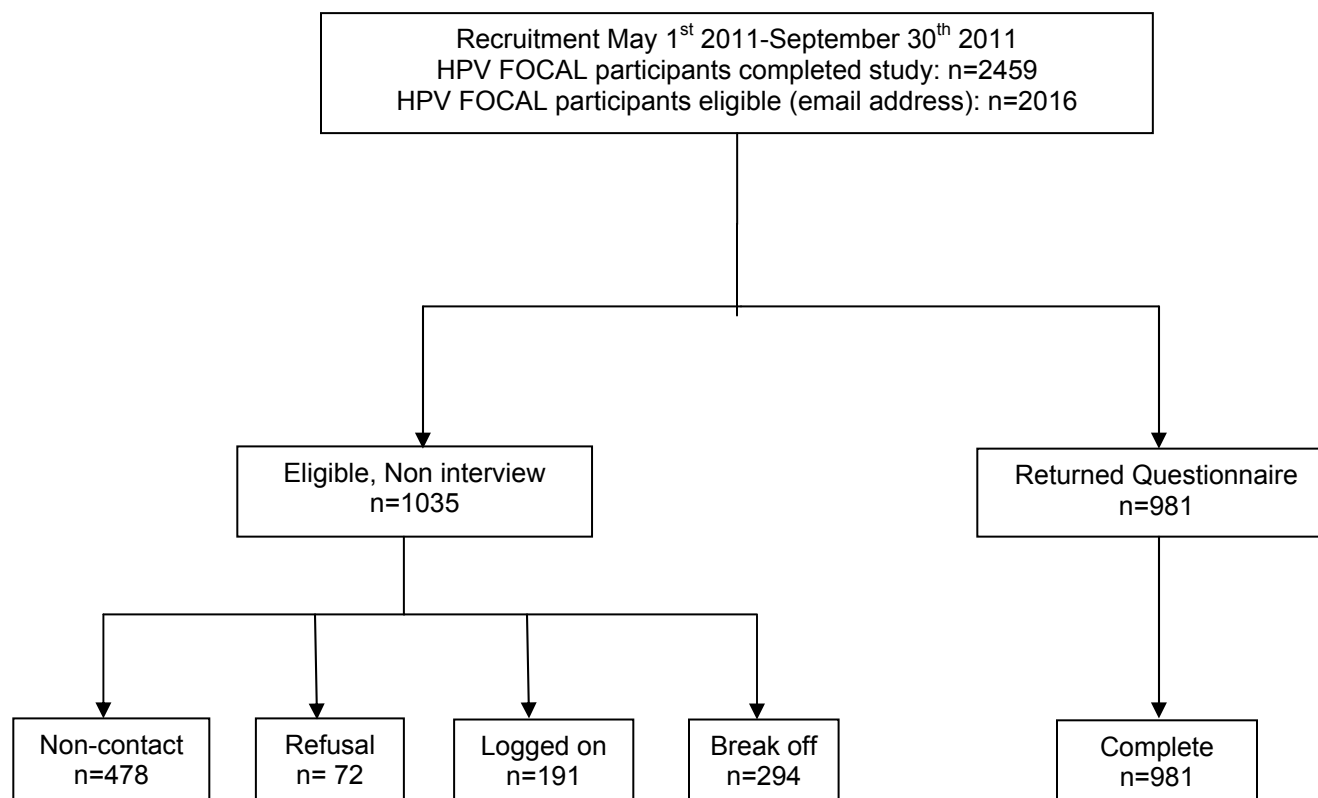 Recruitment May 1st 2011-September 30th 2011
HPV FOCAL participants completed study: n=2459
HPV FOCAL participants eligible (email address): n=2016
Eligible, Non interview
n=1035
Returned Questionnaire
n=981
Non-contact
n=478
Refusal
n= 72
Logged on
n=191
Break off
n=294
Complete
n=981